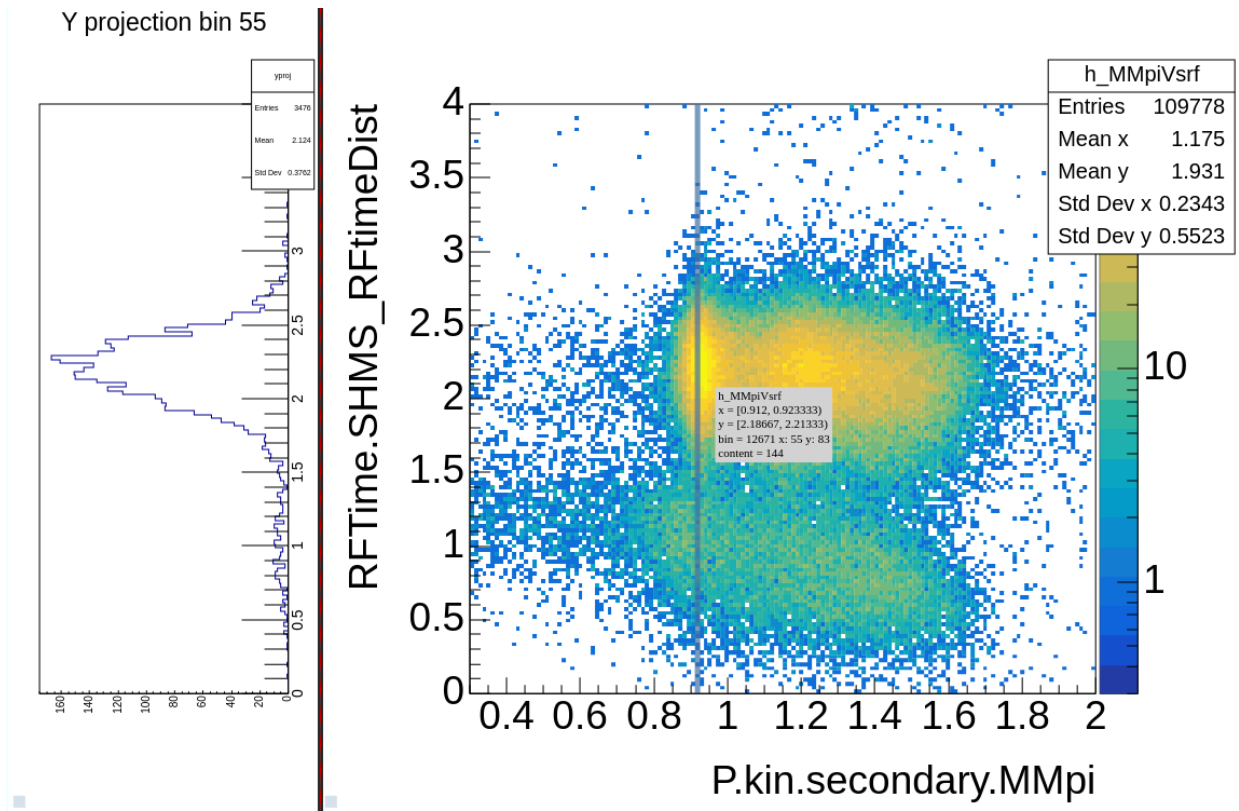 Y projection bin 55
yproj
Entries 3476
Mean 2.124
Std Dev 0.3762
3
2.5
2
1.5
1
0.5
0
160 140 120 100 80 60 40 20 0
RFTime.SHMS_RFtimeDist
4
3.5
3
2.5
2
1.5
1
0.5
0
0.4 0.6 0.8 1 1.2 1.4 1.6 1.8 2
P.kin.secondary.MMpi
h_MMpiVsrf
x = [0.912, 0.923333)
y = [2.18667, 2.21333)
bin = 12671 x: 55 y: 83
content = 144
h_MMpiVsrf
Entries 109778
Mean x 1.175
Mean y 1.931
Std Dev x 0.2343
Std Dev y 0.5523
10
1